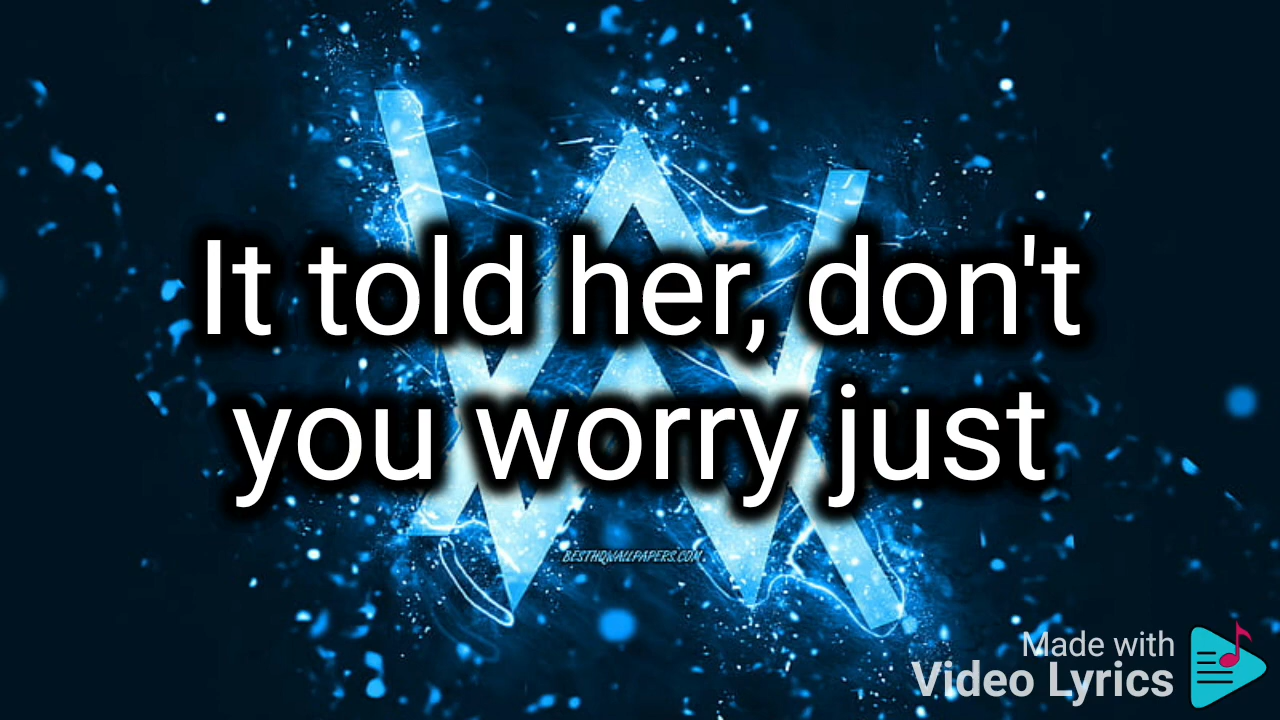 It told her, don't
you worry just
BESTHQWALLPAPERS.COM
Made with
Video Lyrics